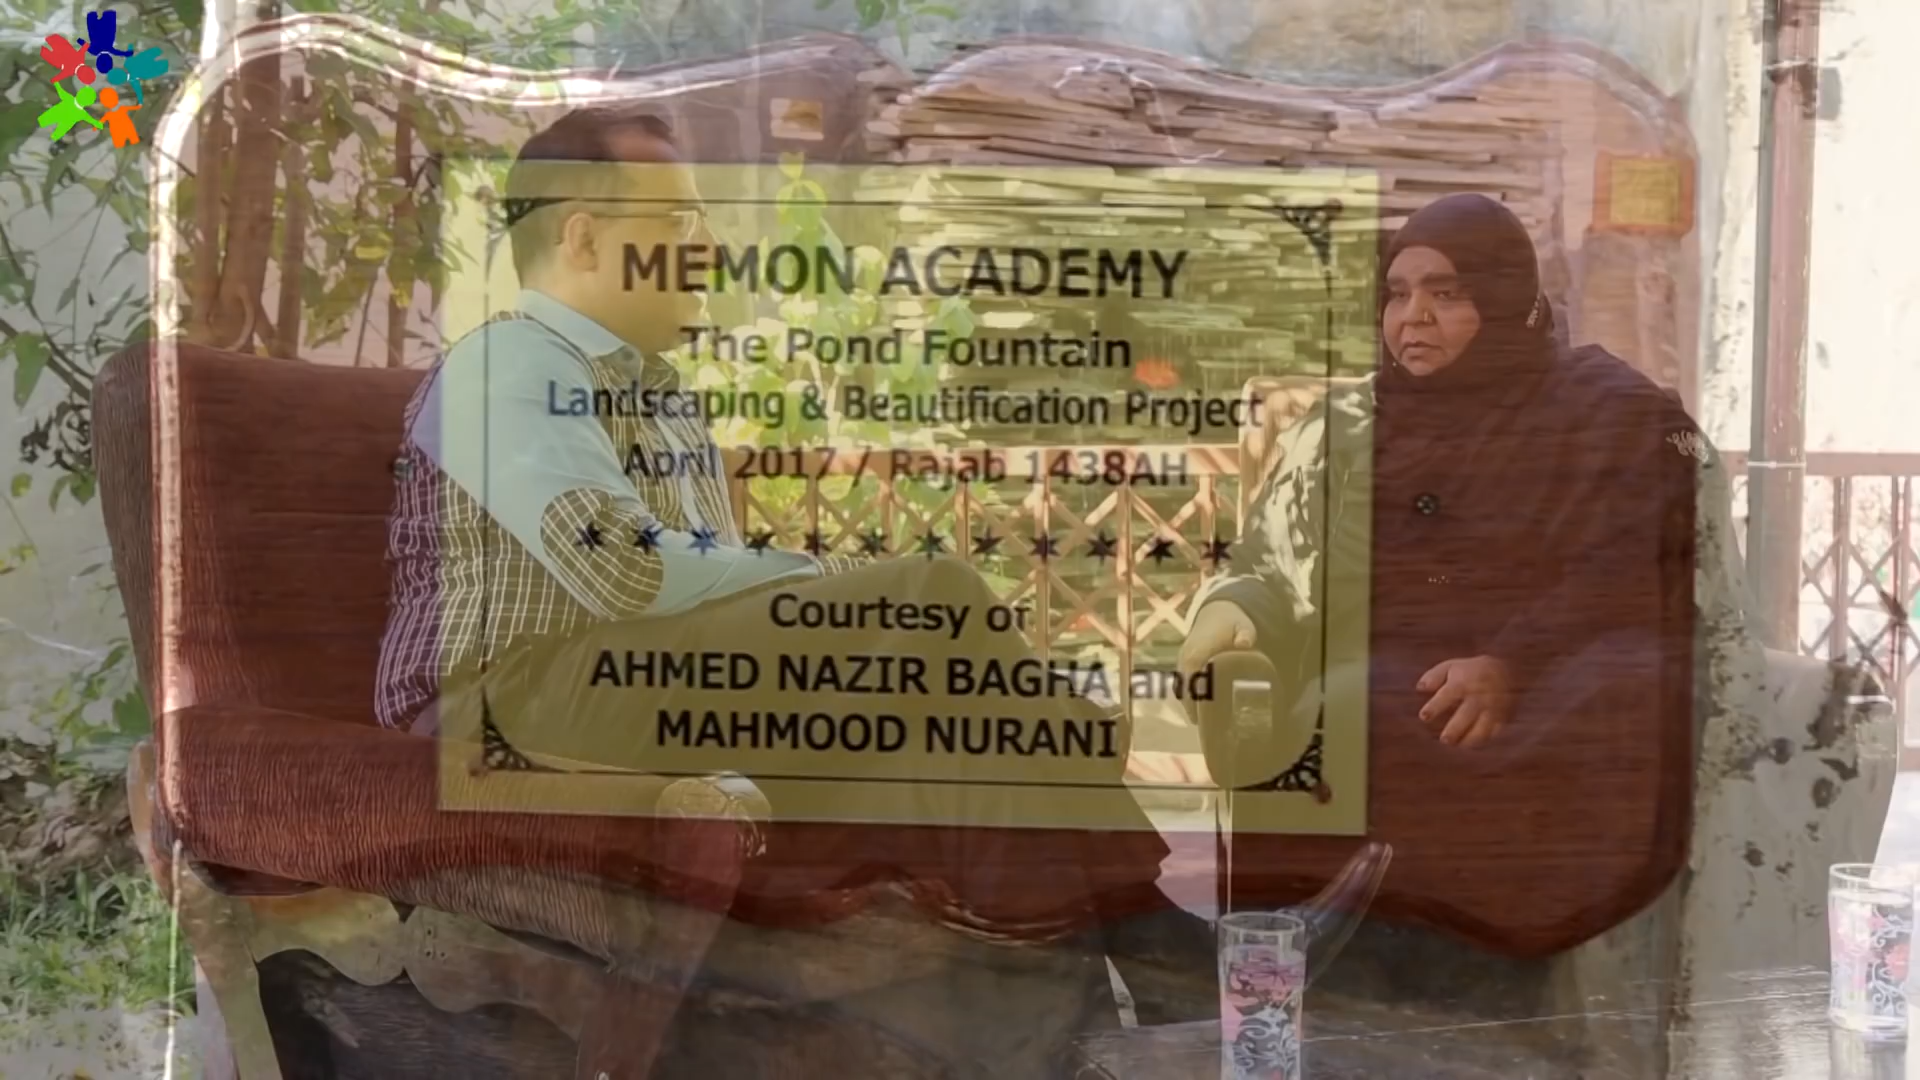 MEMON ACADEMY
The Pond Fountain
Landscaping & Beautification Project
April 2017 / Rajab 1438AH
Courtesy of
AHMED NAZIR BAGHA and
MAHMOOD NURANI